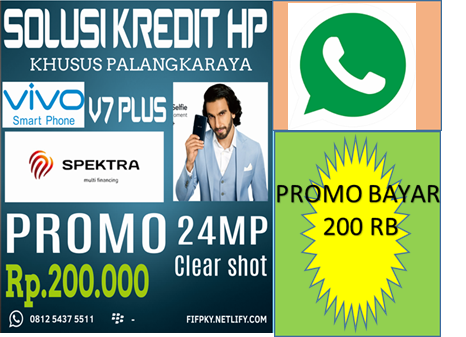 SOLUSI KREDIT HP
KHUSUS PALANGKARAYA
vivo
Smart Phone
V7 PLUS
Selfie
SPEKTRA
multi financing
PROMO
Rp.200.000
24MP
Clear shot
0812 5437 5511
-
FIFPKY.NETLIFY.COM
PROMO BAYAR
200 RB